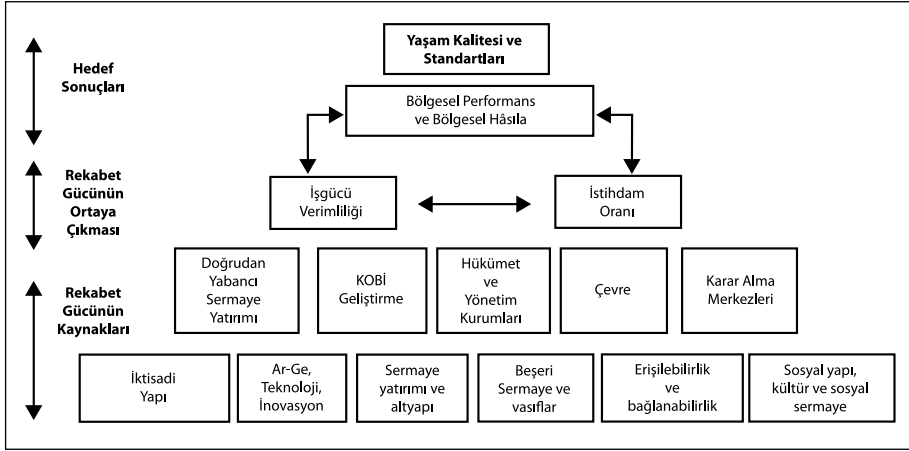 Yaşam Kalitesi ve
Standartları
Hedef
Sonuçları
Bölgesel Performans
ve Bölgesel Hâsıla
Rekabet
Gücünün
Ortaya
Çıkması
İşgücü
Verimliliği
İstihdam
Oranı
Rekabet
Gücünün
Kaynakları
Doğrudan
Yabancı
Sermaye
Yatırımı
KOBİ
Geliştirme
Hükümet
ve
Yönetim
Kurumları
Çevre
Karar Alma
Merkezleri
İktisadi
Yapı
Ar-Ge,
Teknoloji,
İnovasyon
Sermaye
yatırımı ve
altyapı
Beşeri
Sermaye ve
vasıflar
Erişilebilirlik
ve
bağlanabilirlik
Sosyal yapı,
kültür ve sosyal
sermaye